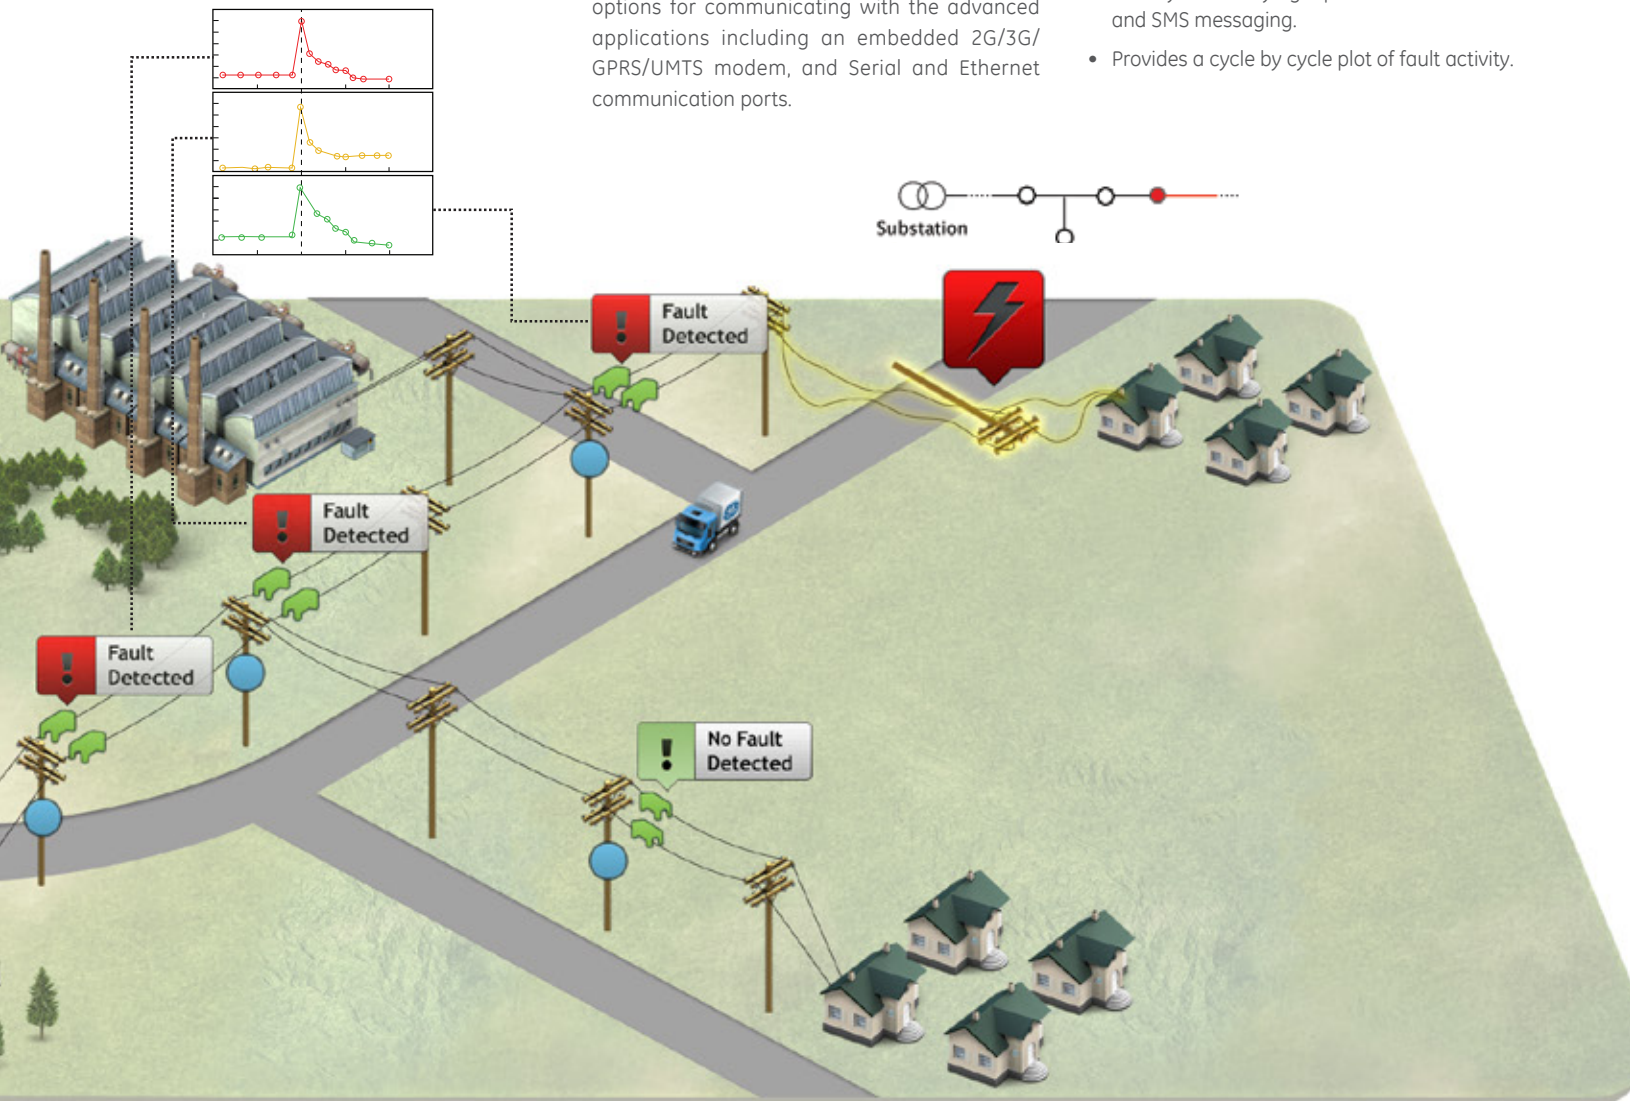 options for communicating with the advanced
applications including an embedded 2G/3G/
GPRS/UMTS modem, and Serial and Ethernet
communication ports.
and SMS messaging.
• Provides a cycle by cycle plot of fault activity.
Substation
Fault
Detected
Fault
Detected
Fault
Detected
No Fault
Detected